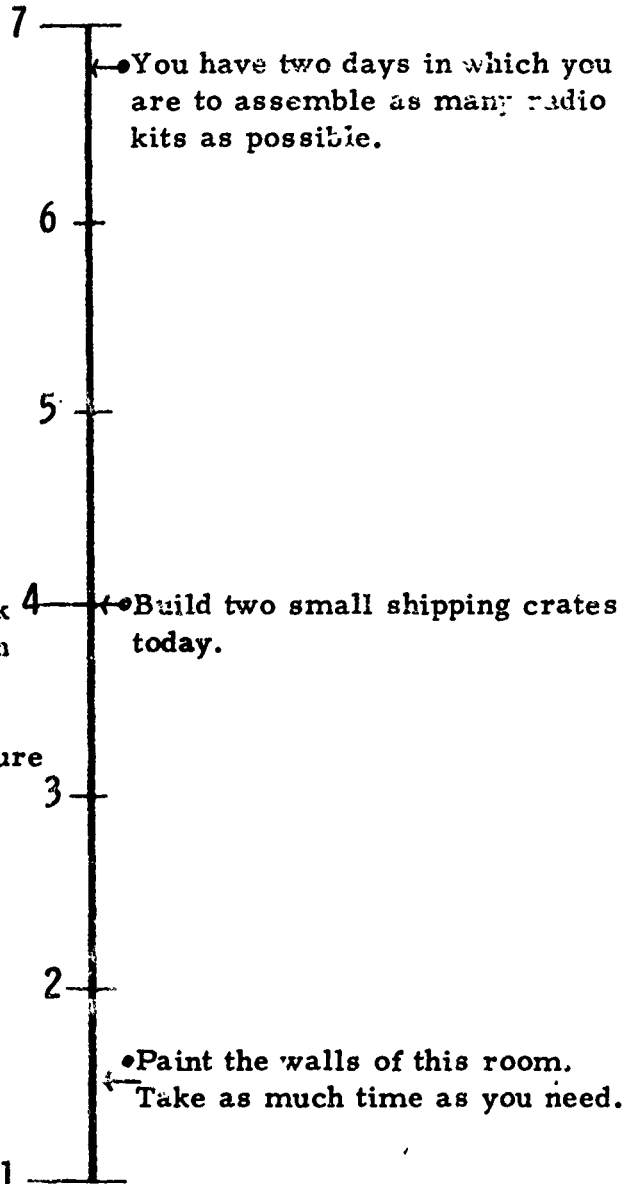 7
You have two days in which you
are to assemble as many radio
kits as possible.
6
5
4
Build two small shipping crates
today.
3
2
Paint the walls of this room.
Take as much time as you need.
1